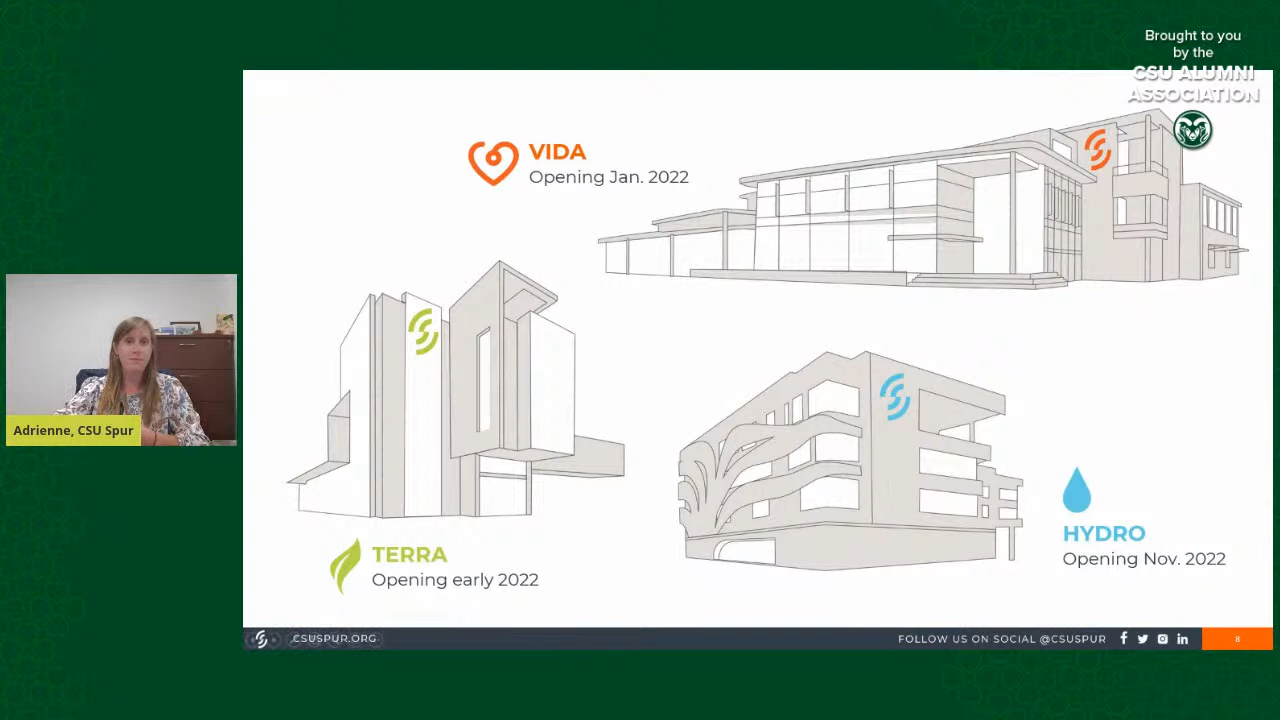 Brought to you
by the
CSU ALUMNI
ASSOCIATION
VIDA
Opening Jan. 2022
Adrienne, CSU Spur
TERRA
Opening early 2022
HYDRO
Opening Nov. 2022
CSUSPUR.ORG
FOLLOW US ON SOCIAL @CSUSPUR
8